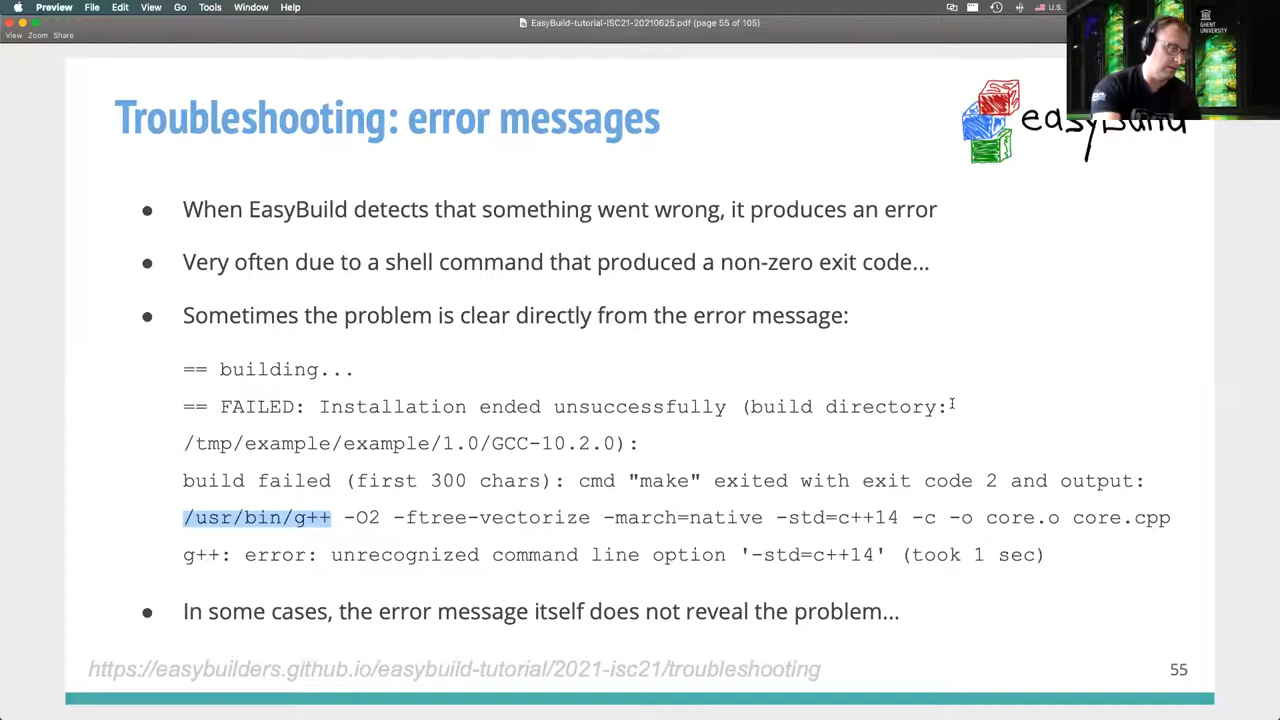 Preview File Edit View Go Tools Window Help U.S.
EasyBuild-tutorial-ISC21-20210625.pdf (page 55 of 105)
View Zoom Share
GHENT
UNIVERSITY
Troubleshooting: error messages
easybuild
● When EasyBuild detects that something went wrong, it produces an error
● Very often due to a shell command that produced a non-zero exit code...
● Sometimes the problem is clear directly from the error message:
== building...
== FAILED: Installation ended unsuccessfully (build directory:
/tmp/example/example/1.0/GCC-10.2.0):
build failed (first 300 chars): cmd "make" exited with exit code 2 and output:
/usr/bin/g++ -O2 -ftree-vectorize -march=native -std=c++14 -c -o core.o core.cpp
g++: error: unrecognized command line option '-std=c++14' (took 1 sec)
● In some cases, the error message itself does not reveal the problem...
https://easybuilders.github.io/easybuild-tutorial/2021-isc21/troubleshooting
55